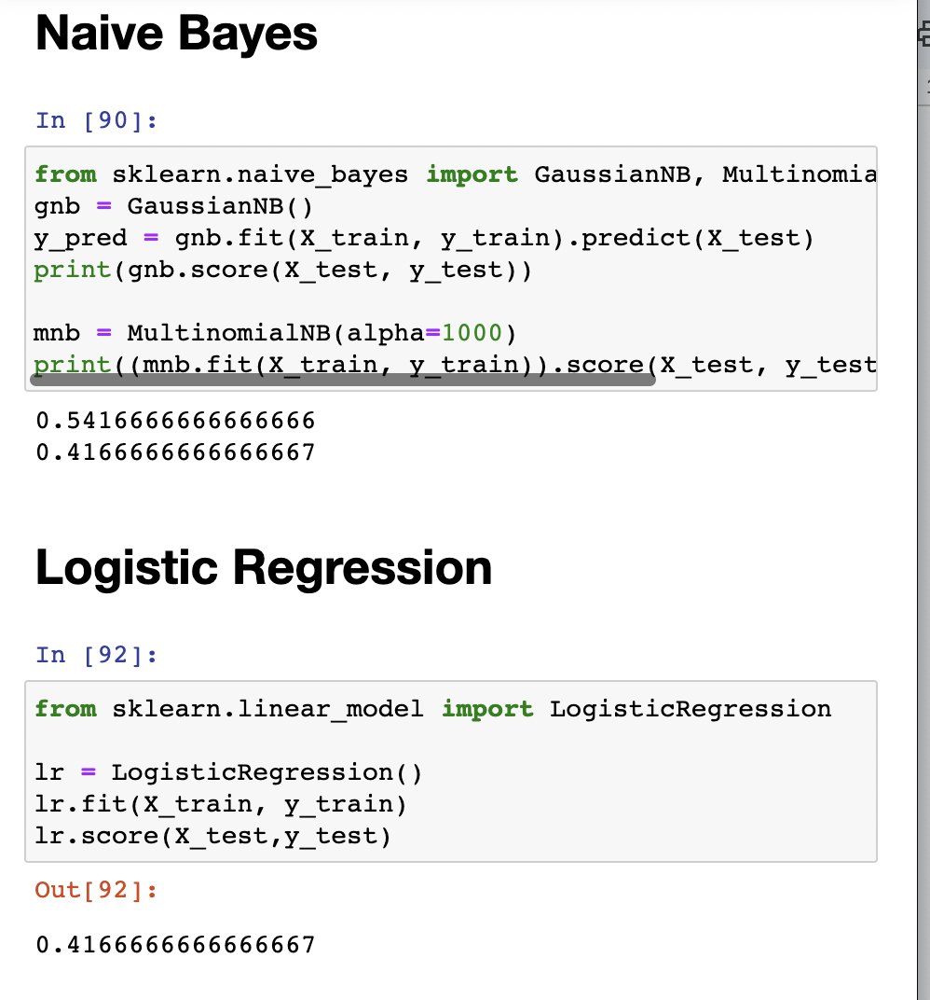 Naive Bayes
In [90]:
from sklearn.naive_bayes import GaussianNB, Multinomia
gnb = GaussianNB()
y_pred = gnb.fit(X_train, y_train).predict(X_test)
print(gnb.score(X_test, y_test))
mnb = MultinomialNB(alpha=1000)
print((mnb.fit(X_train, y_train)).score(X_test, y_test
0.5416666666666666
0.4166666666666667
Logistic Regression
In [92]:
from sklearn.linear_model import LogisticRegression
lr = LogisticRegression()
lr.fit(X_train, y_train)
lr.score(X_test,y_test)
Out[92]:
0.4166666666666667